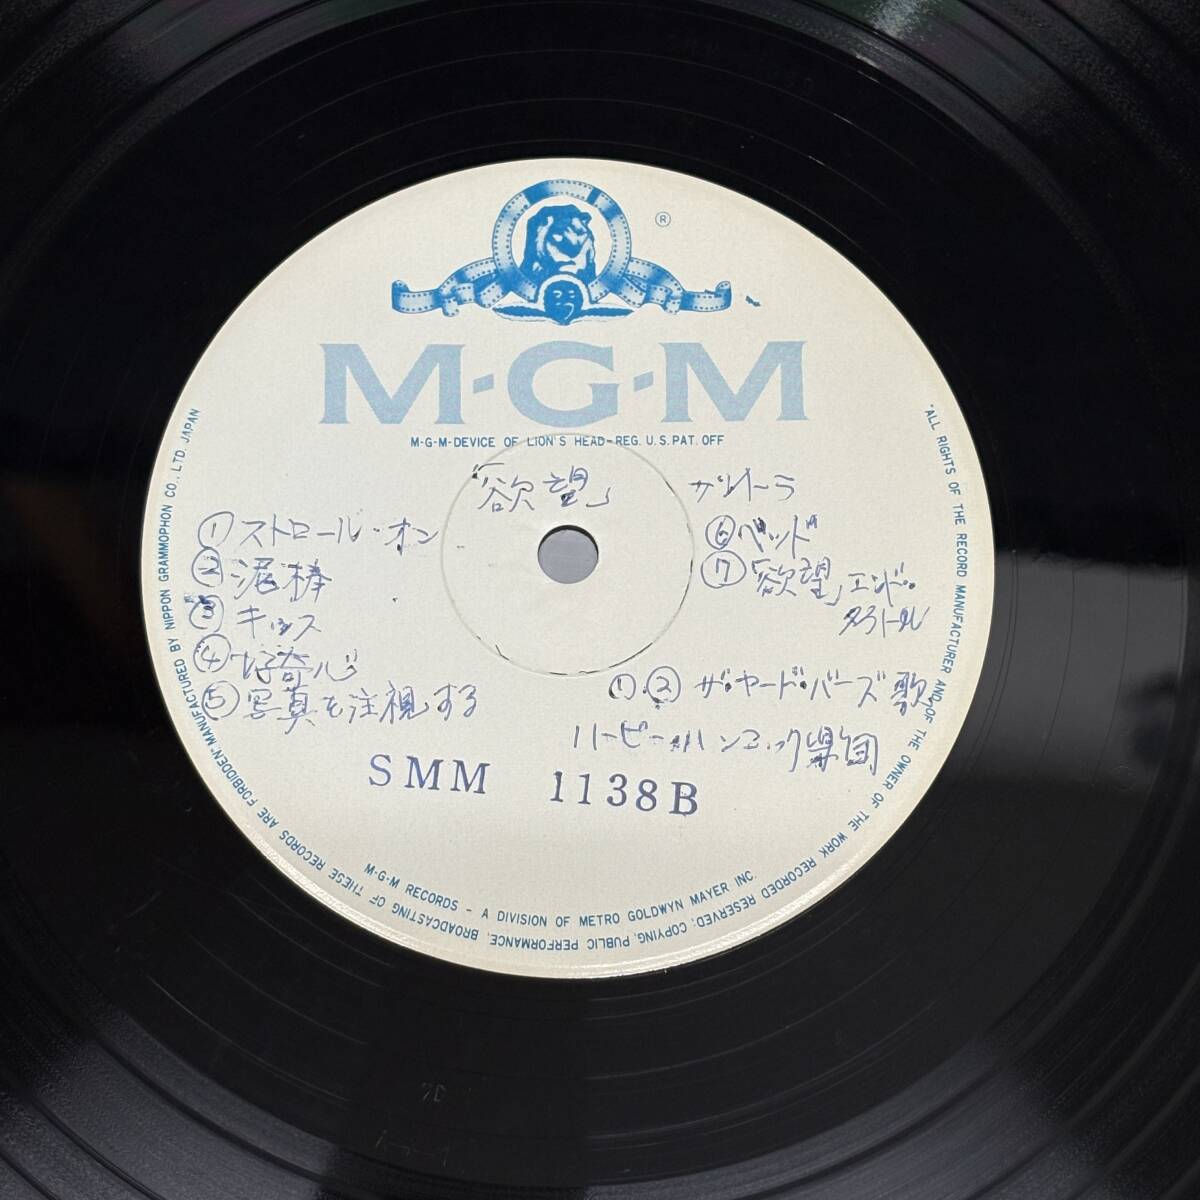 ®
M-G-M
M-G-M-DEVICE OF LION'S HEAD-REG. U.S. PAT. OFF
「欲望」 サントラ
① ストロール・オン
② 泥棒
③ キッス
④ 好奇心
⑤ 写真を注視する
⑥ ベッド
⑦「欲望」エンド・
タイトル
①② ザ・ヤード・バーズ 歌
ハービー・ハンコック楽団
SMM 1138B
M-G-M RECORDS - A DIVISION OF METRO GOLDWYN MAYER INC.
"ALL RIGHTS OF THE RECORD MANUFACTURER AND OF THE OWNER OF THE WORK RECORDED RESERVED. COPYING, PUBLIC PERFORMANCE, BROADCASTING OF THESE RECORDS ARE FORBIDDEN" MANUFACTURED BY NIPPON GRAMMOPHON CO., LTD. JAPAN